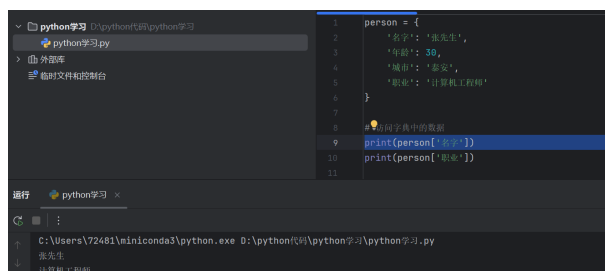 python学习 D:\python代码\python学习
python学习.py
外部库
临时文件和控制台
1 person = {
2 '名字': '张先生',
3 '年龄': 30,
4 '城市': '泰安',
5 '职业': '计算机工程师'
6 }
7
8 #访问字典中的数据
9 print(person['名字'])
10 print(person['职业'])
11
运行 python学习
C:\Users\72481\miniconda3\python.exe D:\python代码\python学习\python学习.py
张先生
计算机工程师